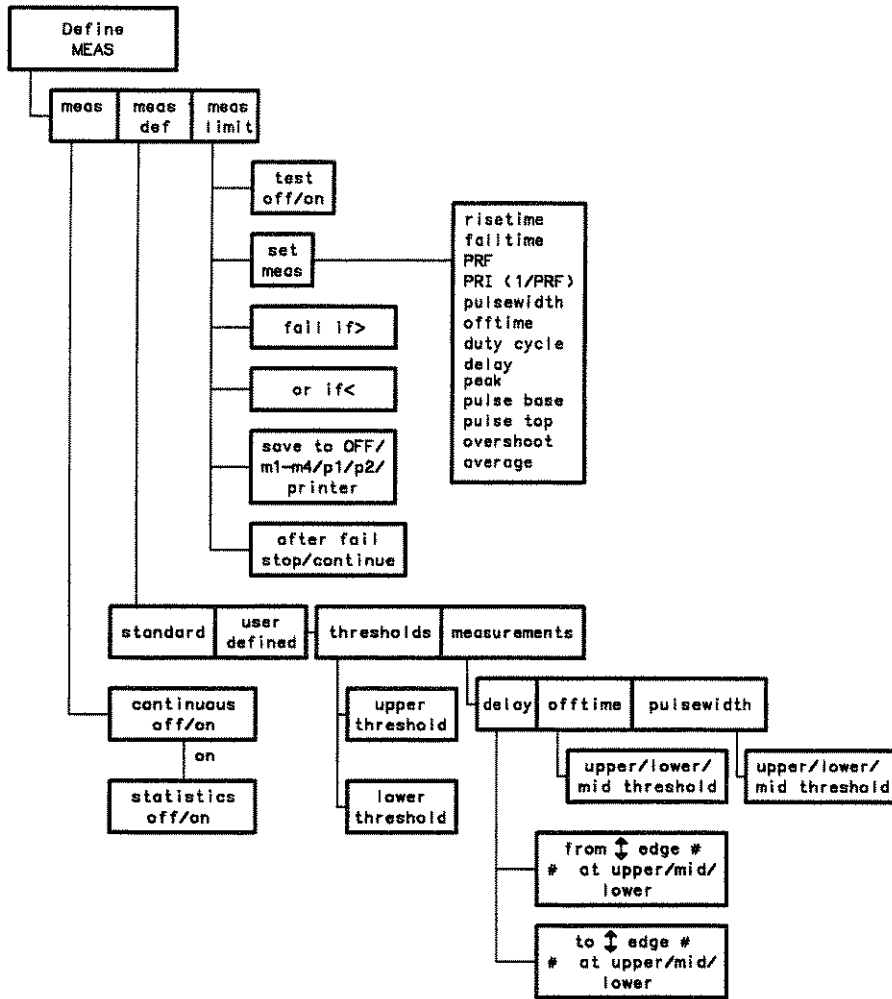 Define
MEAS
meas
meas
def
meas
limit
test
off/on
set
meas
risetime
falltime
PRF
PRI (1/PRF)
pulsewidth
offtime
duty cycle
delay
peak
pulse base
pulse top
overshoot
average
fail if>
or if<
save to OFF/
m1-m4/p1/p2/
printer
after fail
stop/continue
standard
user
defined
thresholds
measurements
continuous
off/on
on
statistics
off/on
upper
threshold
lower
threshold
delay
offtime
pulsewidth
upper/lower/
mid threshold
upper/lower/
mid threshold
from ↕ edge #
# at upper/mid/
lower
to ↕ edge #
# at upper/mid/
lower